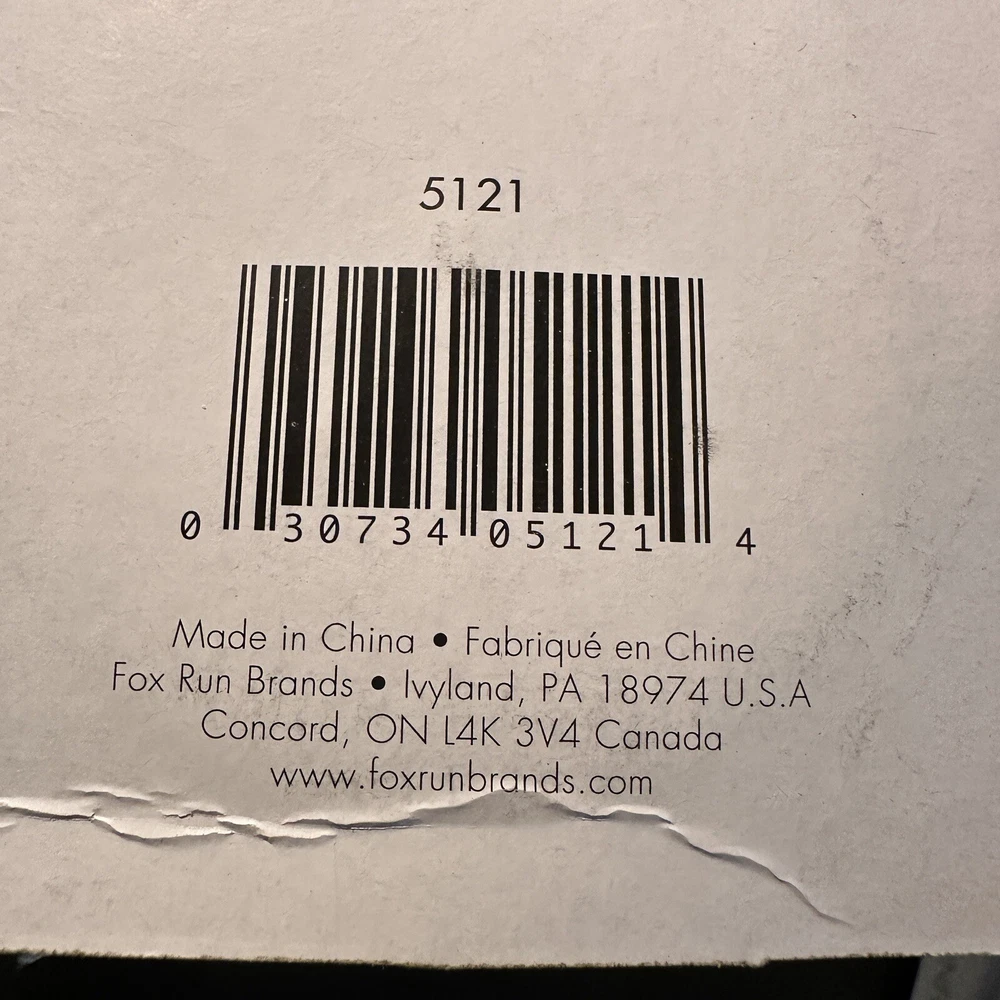 5121
0 30734 05121 4
Made in China • Fabriqué en Chine
Fox Run Brands • Ivyland, PA 18974 U.S.A
Concord, ON L4K 3V4 Canada
www.foxrunbrands.com